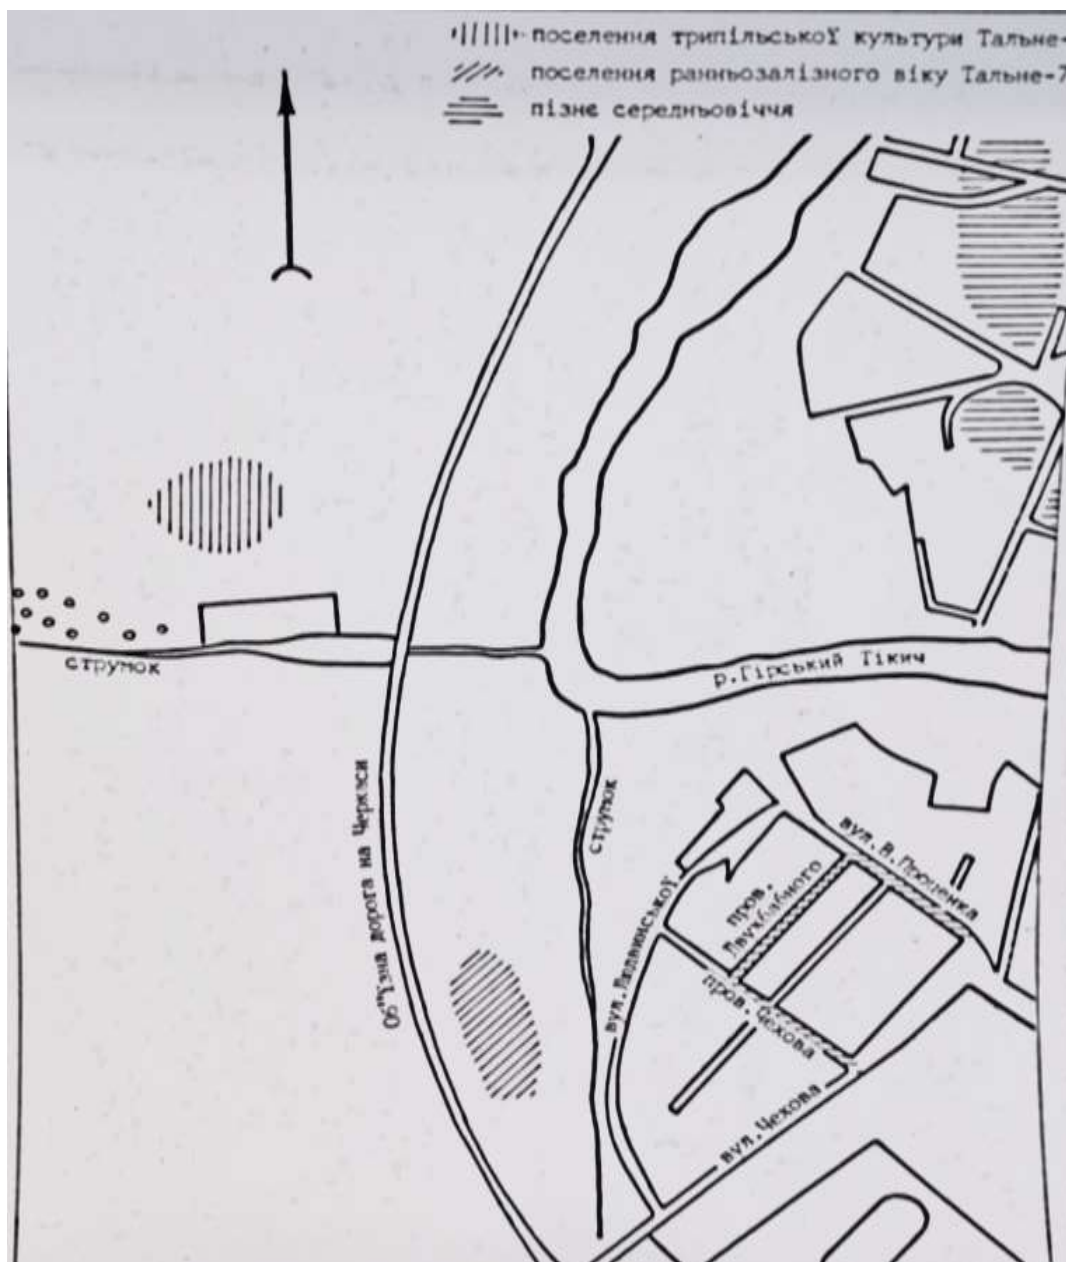 поселення трипільської культури Тальне-
поселення ранньозалізного віку Тальне-7
пізнє середньовіччя
струмок
р.Гірський Тікич
Об"їзна дорога на Черкаси
струмок
вул.
пров.
вул.В.Проценка
пров. Чехова
вул.Чехова